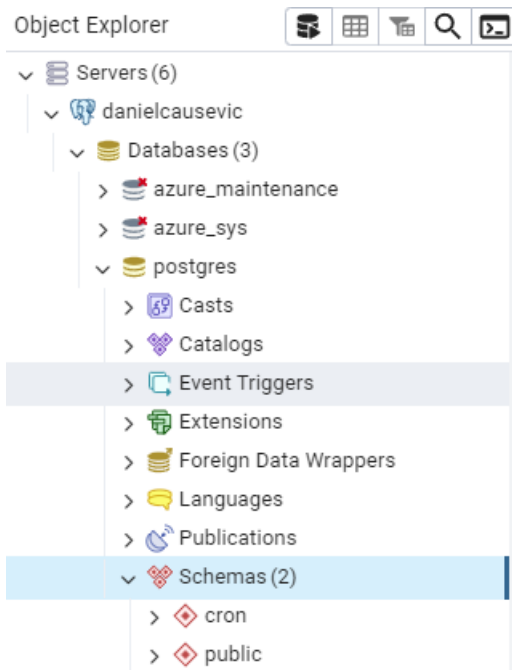 Object Explorer
Servers (6)
danielcausevic
Databases (3)
azure_maintenance
azure_sys
postgres
Casts
Catalogs
Event Triggers
Extensions
Foreign Data Wrappers
Languages
Publications
Schemas (2)
cron
public